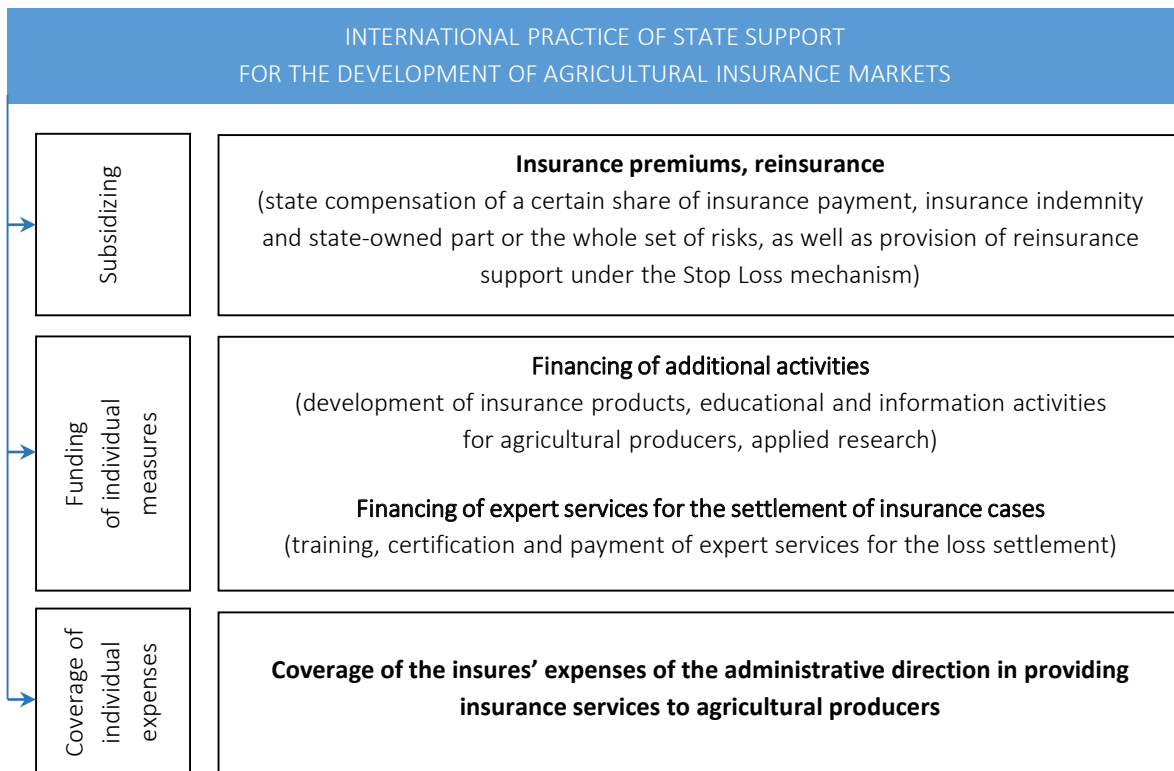 INTERNATIONAL PRACTICE OF STATE SUPPORT
FOR THE DEVELOPMENT OF AGRICULTURAL INSURANCE MARKETS
Subsidizing
Insurance premiums, reinsurance
(state compensation of a certain share of insurance payment, insurance indemnity
and state-owned part or the whole set of risks, as well as provision of reinsurance
support under the Stop Loss mechanism)
Funding
of individual
measures
Financing of additional activities
(development of insurance products, educational and information activities
for agricultural producers, applied research)
Financing of expert services for the settlement of insurance cases
(training, certification and payment of expert services for the loss settlement)
Coverage of
individual
expenses
Coverage of the insures’ expenses of the administrative direction in providing
insurance services to agricultural producers